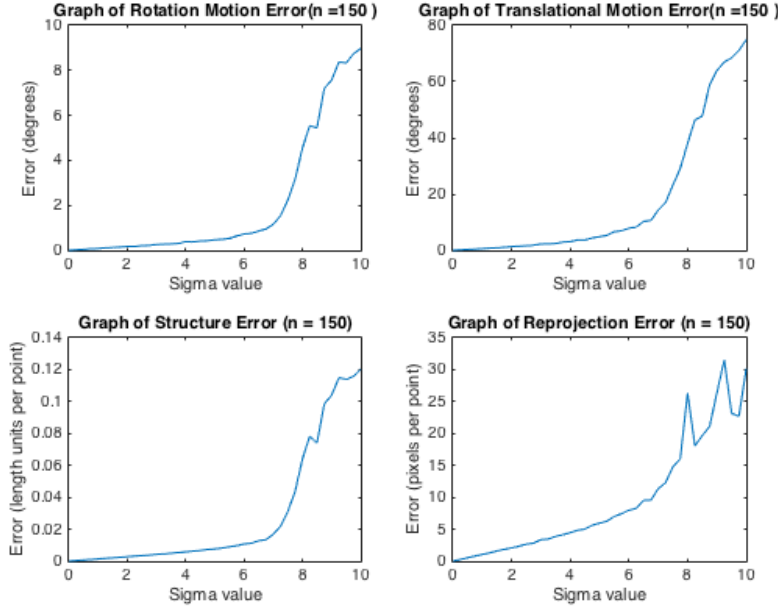 Graph of Rotation Motion Error(n =150 )
10
8
6
4
2
0
Error (degrees)
0 2 4 6 8 10
Sigma value
Graph of Translational Motion Error(n =150 )
80
60
40
20
0
Error (degrees)
0 2 4 6 8 10
Sigma value
Graph of Structure Error (n = 150)
0.14
0.12
0.1
0.08
0.06
0.04
0.02
0
Error (length units per point)
0 2 4 6 8 10
Sigma value
Graph of Reprojection Error (n = 150)
35
30
25
20
15
10
5
0
Error (pixels per point)
0 2 4 6 8 10
Sigma value